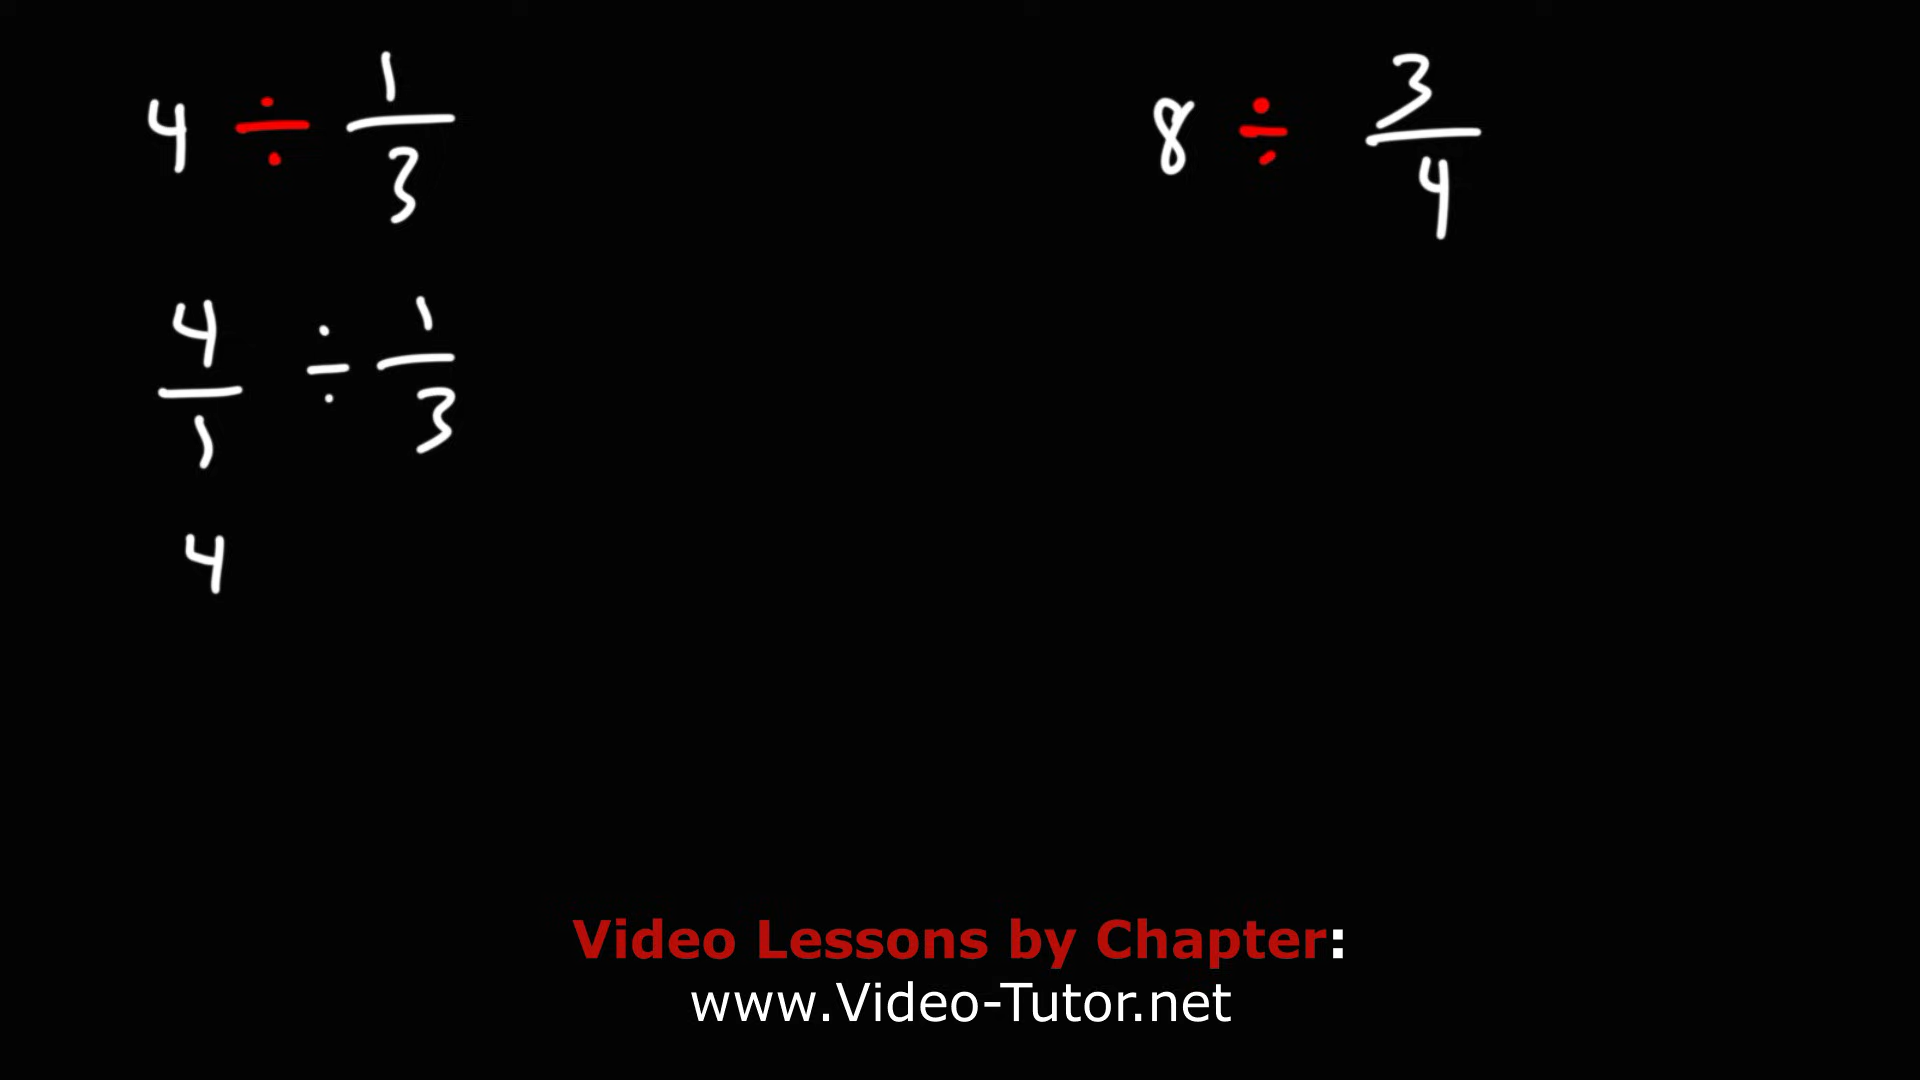 4 ÷ 1/3
8 ÷ 3/4
4/1 ÷ 1/3
4
Video Lessons by Chapter:
www.Video-Tutor.net